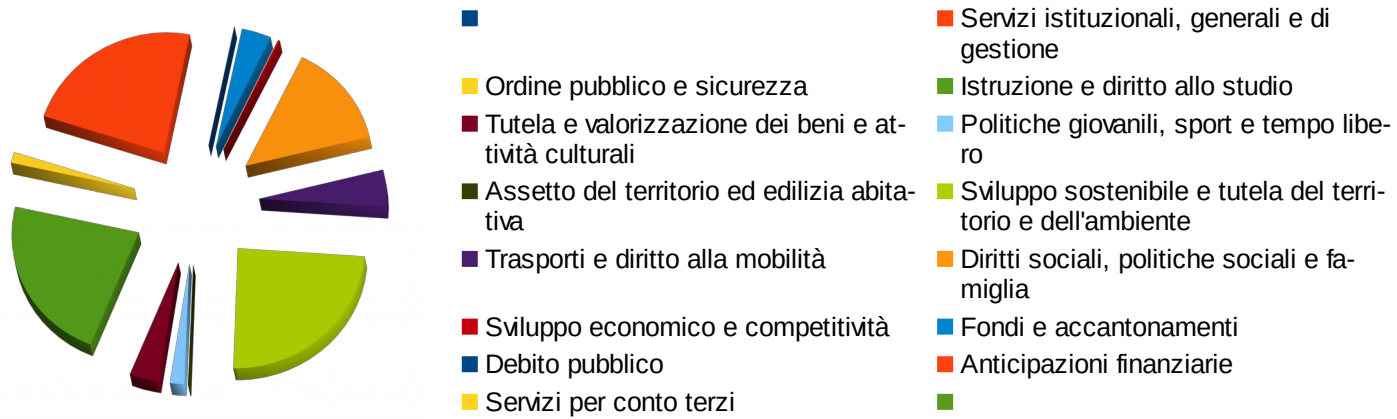 Servizi istituzionali, generali e di
gestione
Ordine pubblico e sicurezza
Istruzione e diritto allo studio
Tutela e valorizzazione dei beni e at-
tività culturali
Politiche giovanili, sport e tempo libe-
ro
Assetto del territorio ed edilizia abita-
tiva
Sviluppo sostenibile e tutela del terri-
torio e dell'ambiente
Trasporti e diritto alla mobilità
Diritti sociali, politiche sociali e fa-
miglia
Sviluppo economico e competitività
Fondi e accantonamenti
Debito pubblico
Anticipazioni finanziarie
Servizi per conto terzi